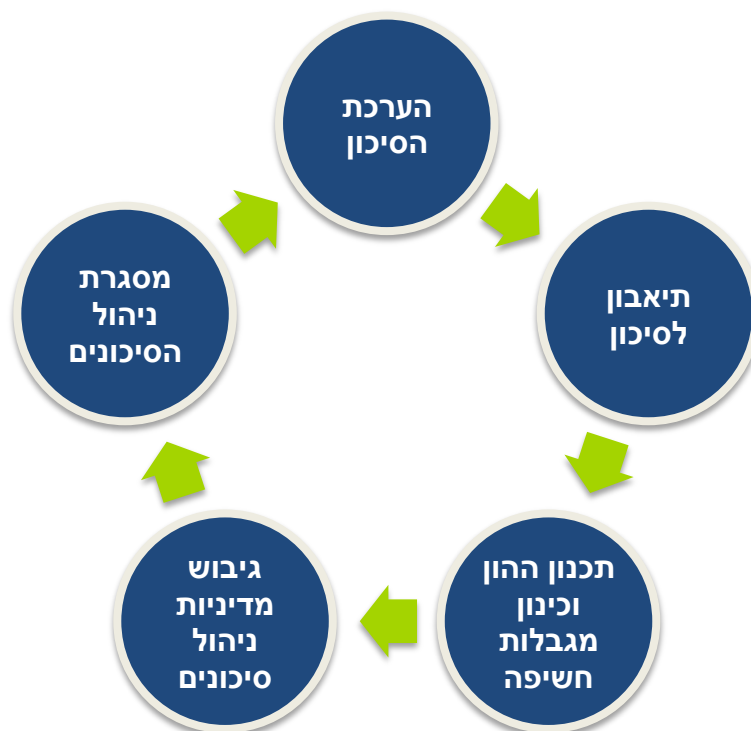 הערכת
הסיכון
תיאבון
לסיכון
תכנון ההון
וכינון
מגבלות
חשיפה
גיבוש
מדיניות
ניהול
סיכונים
מסגרת
ניהול
הסיכונים